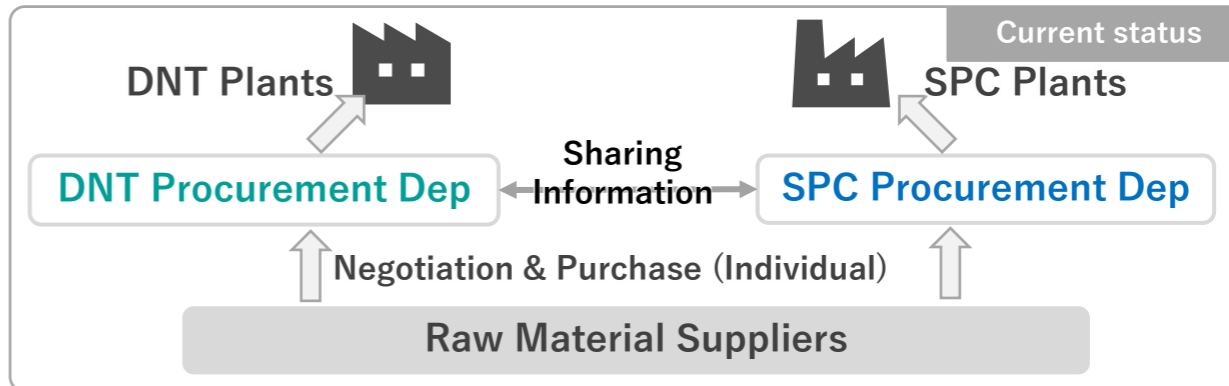 Current status
DNT Plants
SPC Plants
Sharing
Information
DNT Procurement Dep
SPC Procurement Dep
Negotiation & Purchase (Individual)
Raw Material Suppliers